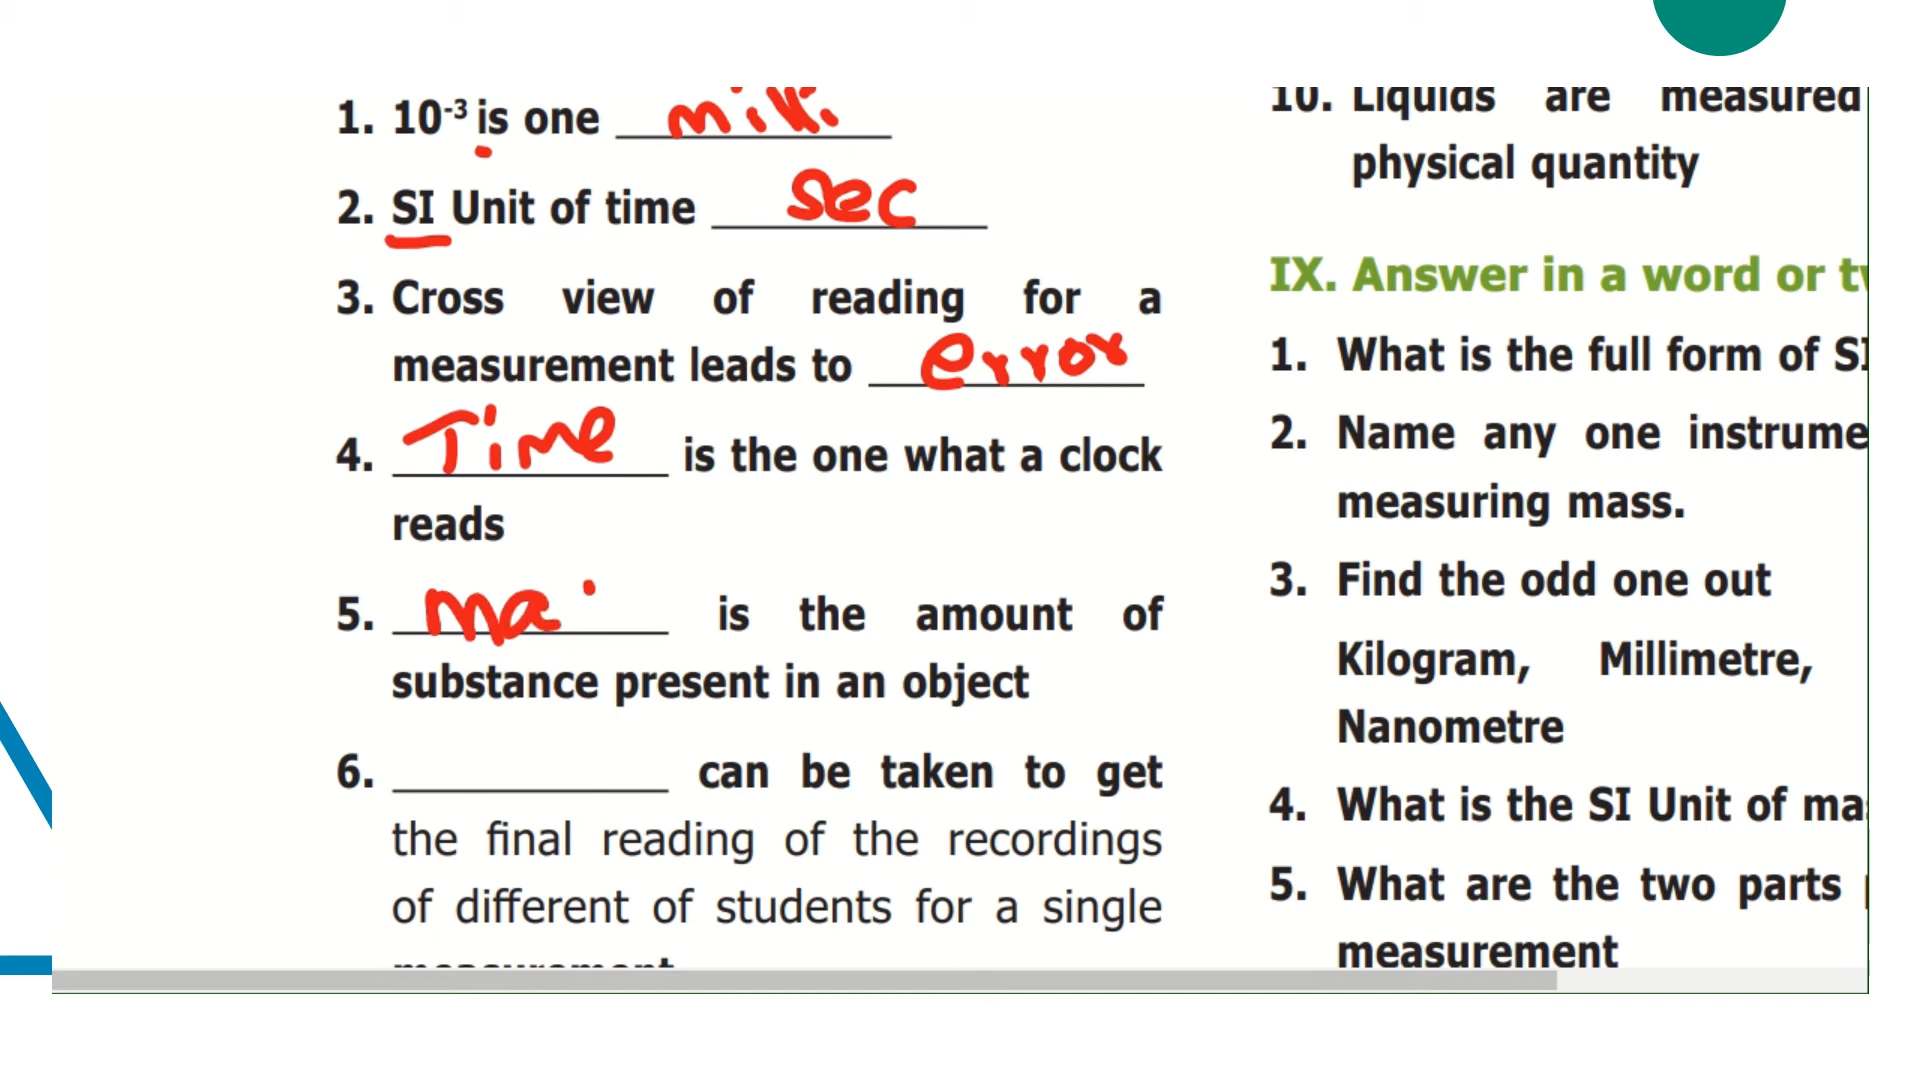 1. 10-3 is one milli
2. SI Unit of time sec
3. Cross view of reading for a
measurement leads to error
4. Time is the one what a clock
reads
5. ma is the amount of
substance present in an object
6. ____________ can be taken to get
the final reading of the recordings
of different of students for a single
measurement
10. Liquids are measured
physical quantity
IX. Answer in a word or tw
1. What is the full form of SI
2. Name any one instrume
measuring mass.
3. Find the odd one out
Kilogram, Millimetre,
Nanometre
4. What is the SI Unit of mas
5. What are the two parts
measurement